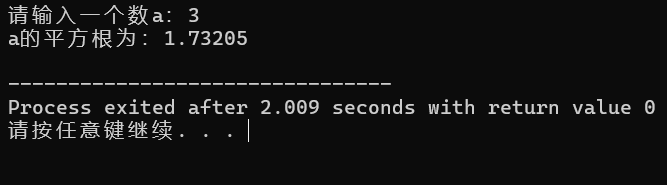 请输入一个数a: 3
a的平方根为: 1.73205
--------------------------------
Process exited after 2.009 seconds with return value 0
请按任意键继续. . .